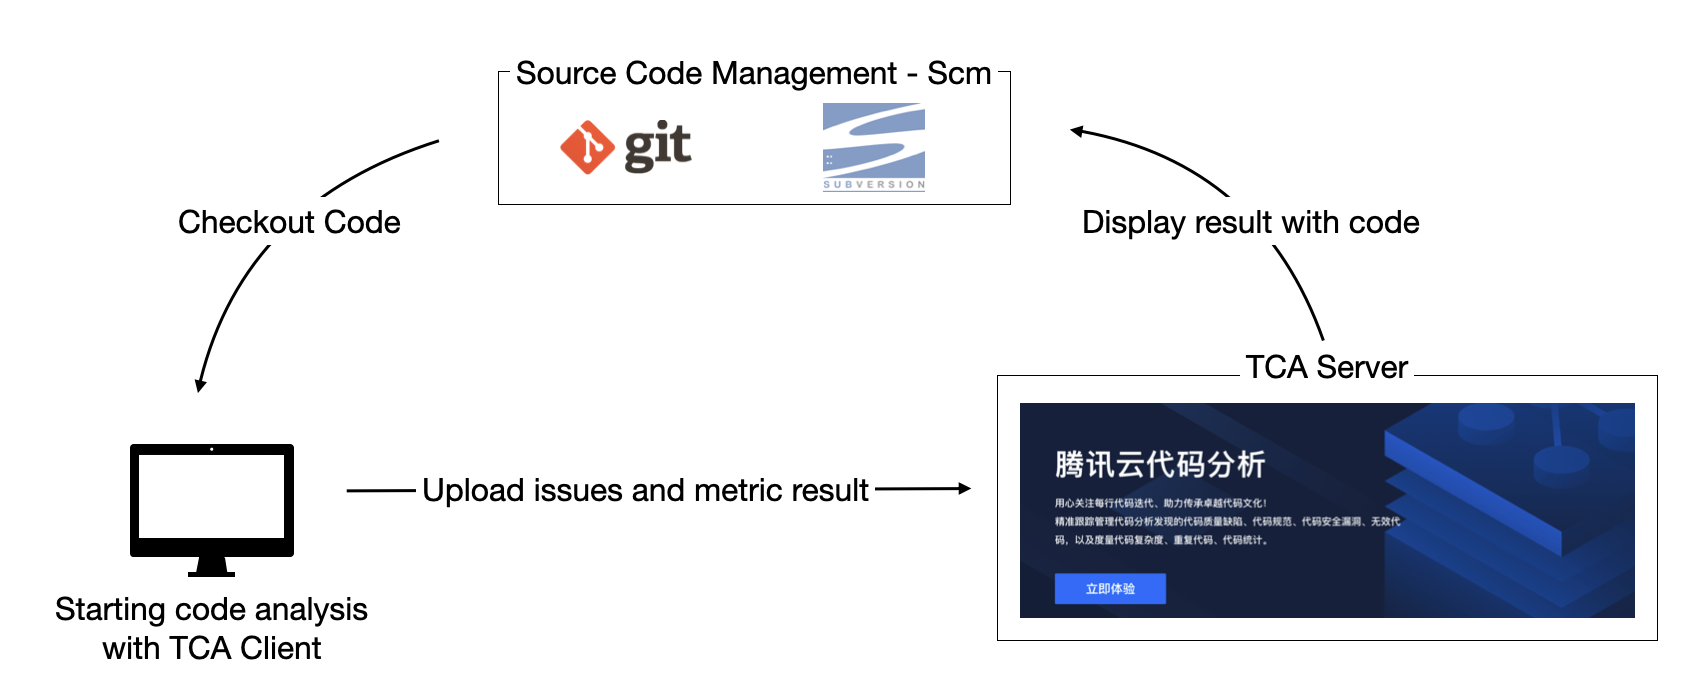 Source Code Management - Scm
git
SUBVERSION
Checkout Code
Display result with code
TCA Server
腾讯云代码分析
用心关注每行代码迭代、助力传承卓越代码文化！
精准跟踪管理代码分析发现的代码质量缺陷、代码规范、代码安全漏洞、无效代
码，以及度量代码复杂度、重复代码、代码统计。
立即体验
Upload issues and metric result
Starting code analysis
with TCA Client